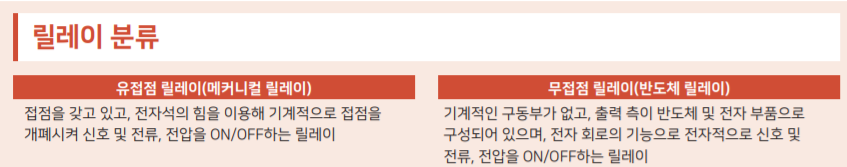 릴레이 분류
유접점 릴레이(메커니컬 릴레이)
접점을 갖고 있고, 전자석의 힘을 이용해 기계적으로 접점을
개폐시켜 신호 및 전류, 전압을 ON/OFF하는 릴레이
무접점 릴레이(반도체 릴레이)
기계적인 구동부가 없고, 출력 측이 반도체 및 전자 부품으로
구성되어 있으며, 전자 회로의 기능으로 전자적으로 신호 및
전류, 전압을 ON/OFF하는 릴레이